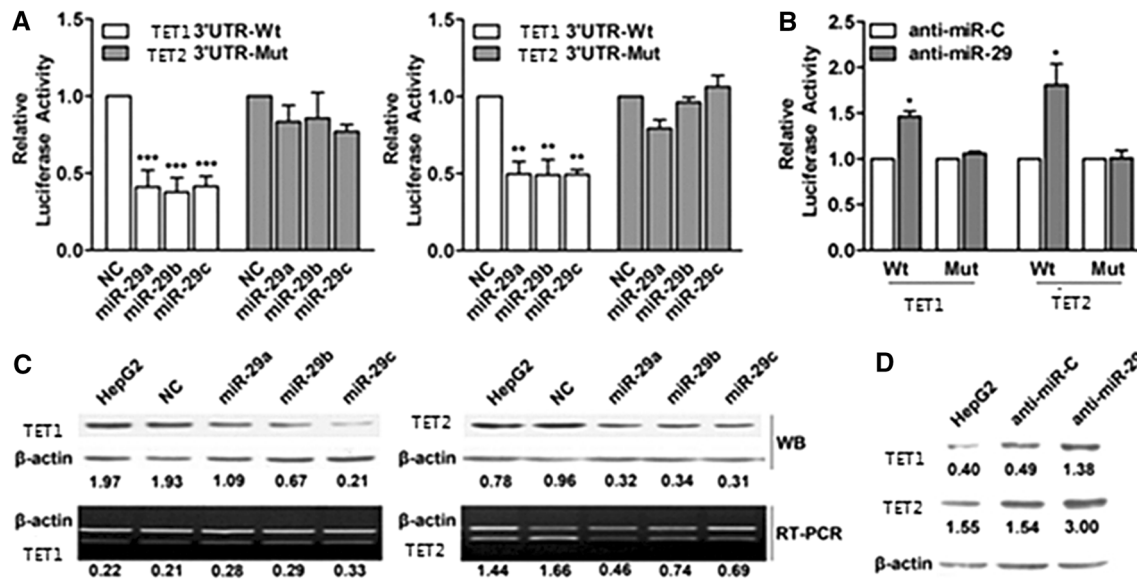 A
1.5
1.0
0.5
0.0
Relative
Luciferase Activity
TET1 3'UTR-Wt
TET2 3'UTR-Mut
NC
miR-29a
miR-29b
miR-29c
NC
miR-29a
miR-29b
miR-29c
***
***
***
1.5
1.0
0.5
0.0
Relative
Luciferase Activity
TET1 3'UTR-Wt
TET2 3'UTR-Mut
NC
miR-29a
miR-29b
miR-29c
NC
miR-29a
miR-29b
miR-29c
**
**
**
B
2.5
2.0
1.5
1.0
0.5
0.0
Relative
Luciferase Activity
anti-miR-C
anti-miR-29
*
*
Wt Mut Wt Mut
TET1 TET2
C
HepG2 NC miR-29a miR-29b miR-29c
TET1
β-actin
1.97 1.93 1.09 0.67 0.21
β-actin
TET1
0.22 0.21 0.28 0.29 0.33
HepG2 NC miR-29a miR-29b miR-29c
TET2
β-actin
0.78 0.96 0.32 0.34 0.31
WB
β-actin
TET2
1.44 1.66 0.46 0.74 0.69
RT-PCR
D
HepG2 anti-miR-C anti-miR-29
TET1
0.40 0.49 1.38
TET2
1.55 1.54 3.00
β-actin